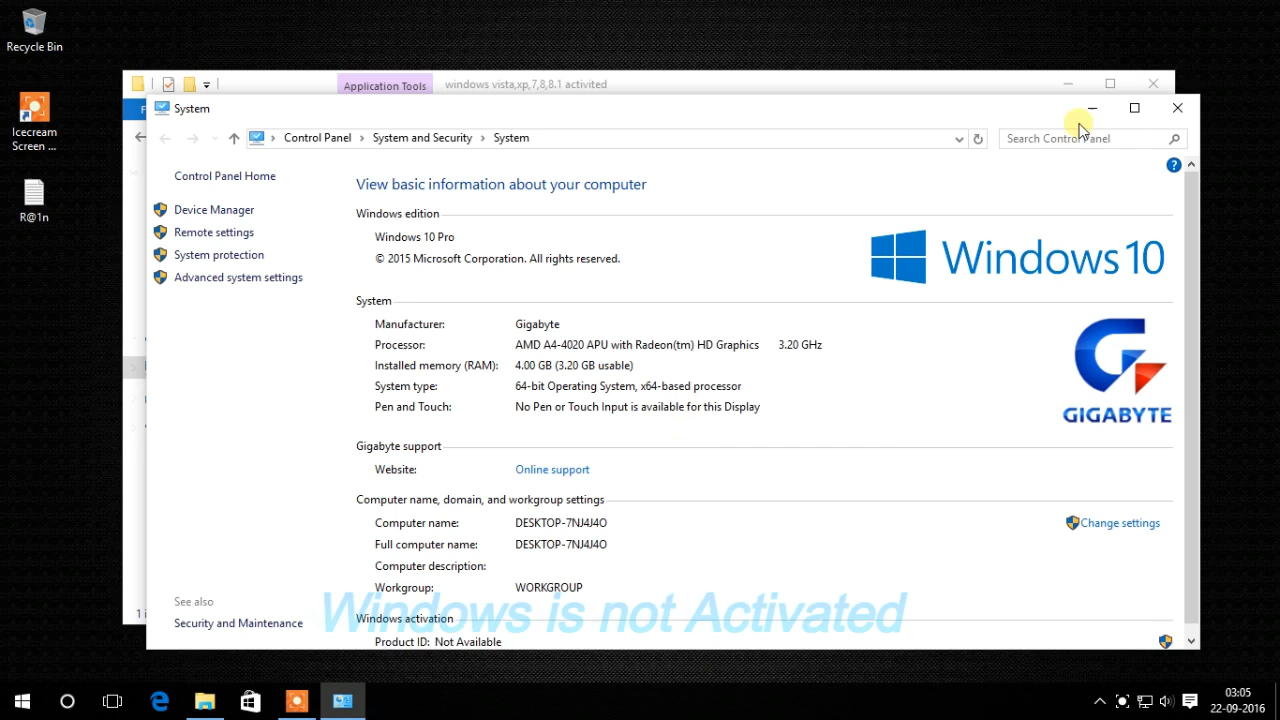 Recycle Bin
Icecream
Screen ...
R@1n
Application Tools
windows vista,xp,7,8,8.1 activited
F
System
Control Panel
System and Security
System
Search Control Panel
Control Panel Home
Device Manager
Remote settings
System protection
Advanced system settings
View basic information about your computer
Windows edition
Windows 10 Pro
© 2015 Microsoft Corporation. All rights reserved.
Windows 10
System
Manufacturer: Gigabyte
Processor: AMD A4-4020 APU with Radeon(tm) HD Graphics 3.20 GHz
Installed memory (RAM): 4.00 GB (3.20 GB usable)
System type: 64-bit Operating System, x64-based processor
Pen and Touch: No Pen or Touch Input is available for this Display
GIGABYTE
Gigabyte support
Website: Online support
Computer name, domain, and workgroup settings
Computer name: DESKTOP-7NJ4J4O
Change settings
Full computer name: DESKTOP-7NJ4J4O
Computer description:
Workgroup: WORKGROUP
See also
Security and Maintenance
Windows is not Activated
Windows activation
Product ID: Not Available
03:05
22-09-2016